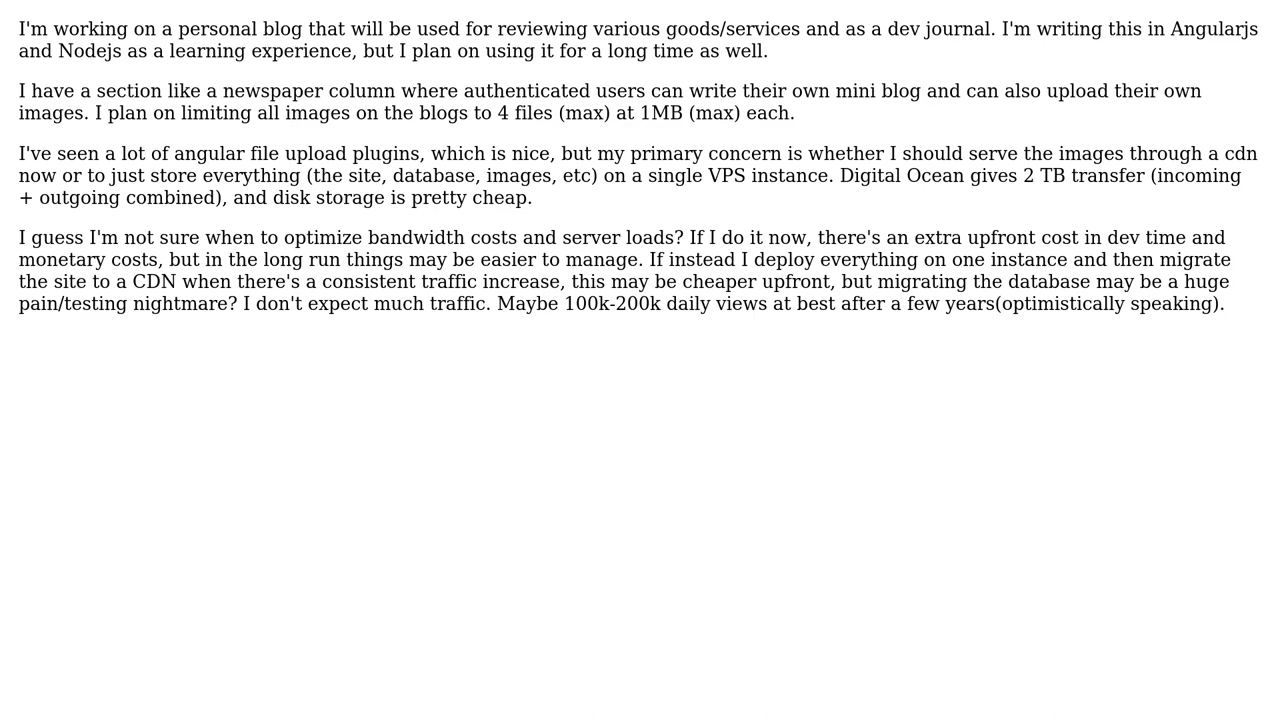 I'm working on a personal blog that will be used for reviewing various goods/services and as a dev journal. I'm writing this in Angularjs
and Nodejs as a learning experience, but I plan on using it for a long time as well.
I have a section like a newspaper column where authenticated users can write their own mini blog and can also upload their own
images. I plan on limiting all images on the blogs to 4 files (max) at 1MB (max) each.
I've seen a lot of angular file upload plugins, which is nice, but my primary concern is whether I should serve the images through a cdn
now or to just store everything (the site, database, images, etc) on a single VPS instance. Digital Ocean gives 2 TB transfer (incoming
+ outgoing combined), and disk storage is pretty cheap.
I guess I'm not sure when to optimize bandwidth costs and server loads? If I do it now, there's an extra upfront cost in dev time and
monetary costs, but in the long run things may be easier to manage. If instead I deploy everything on one instance and then migrate
the site to a CDN when there's a consistent traffic increase, this may be cheaper upfront, but migrating the database may be a huge
pain/testing nightmare? I don't expect much traffic. Maybe 100k-200k daily views at best after a few years(optimistically speaking).